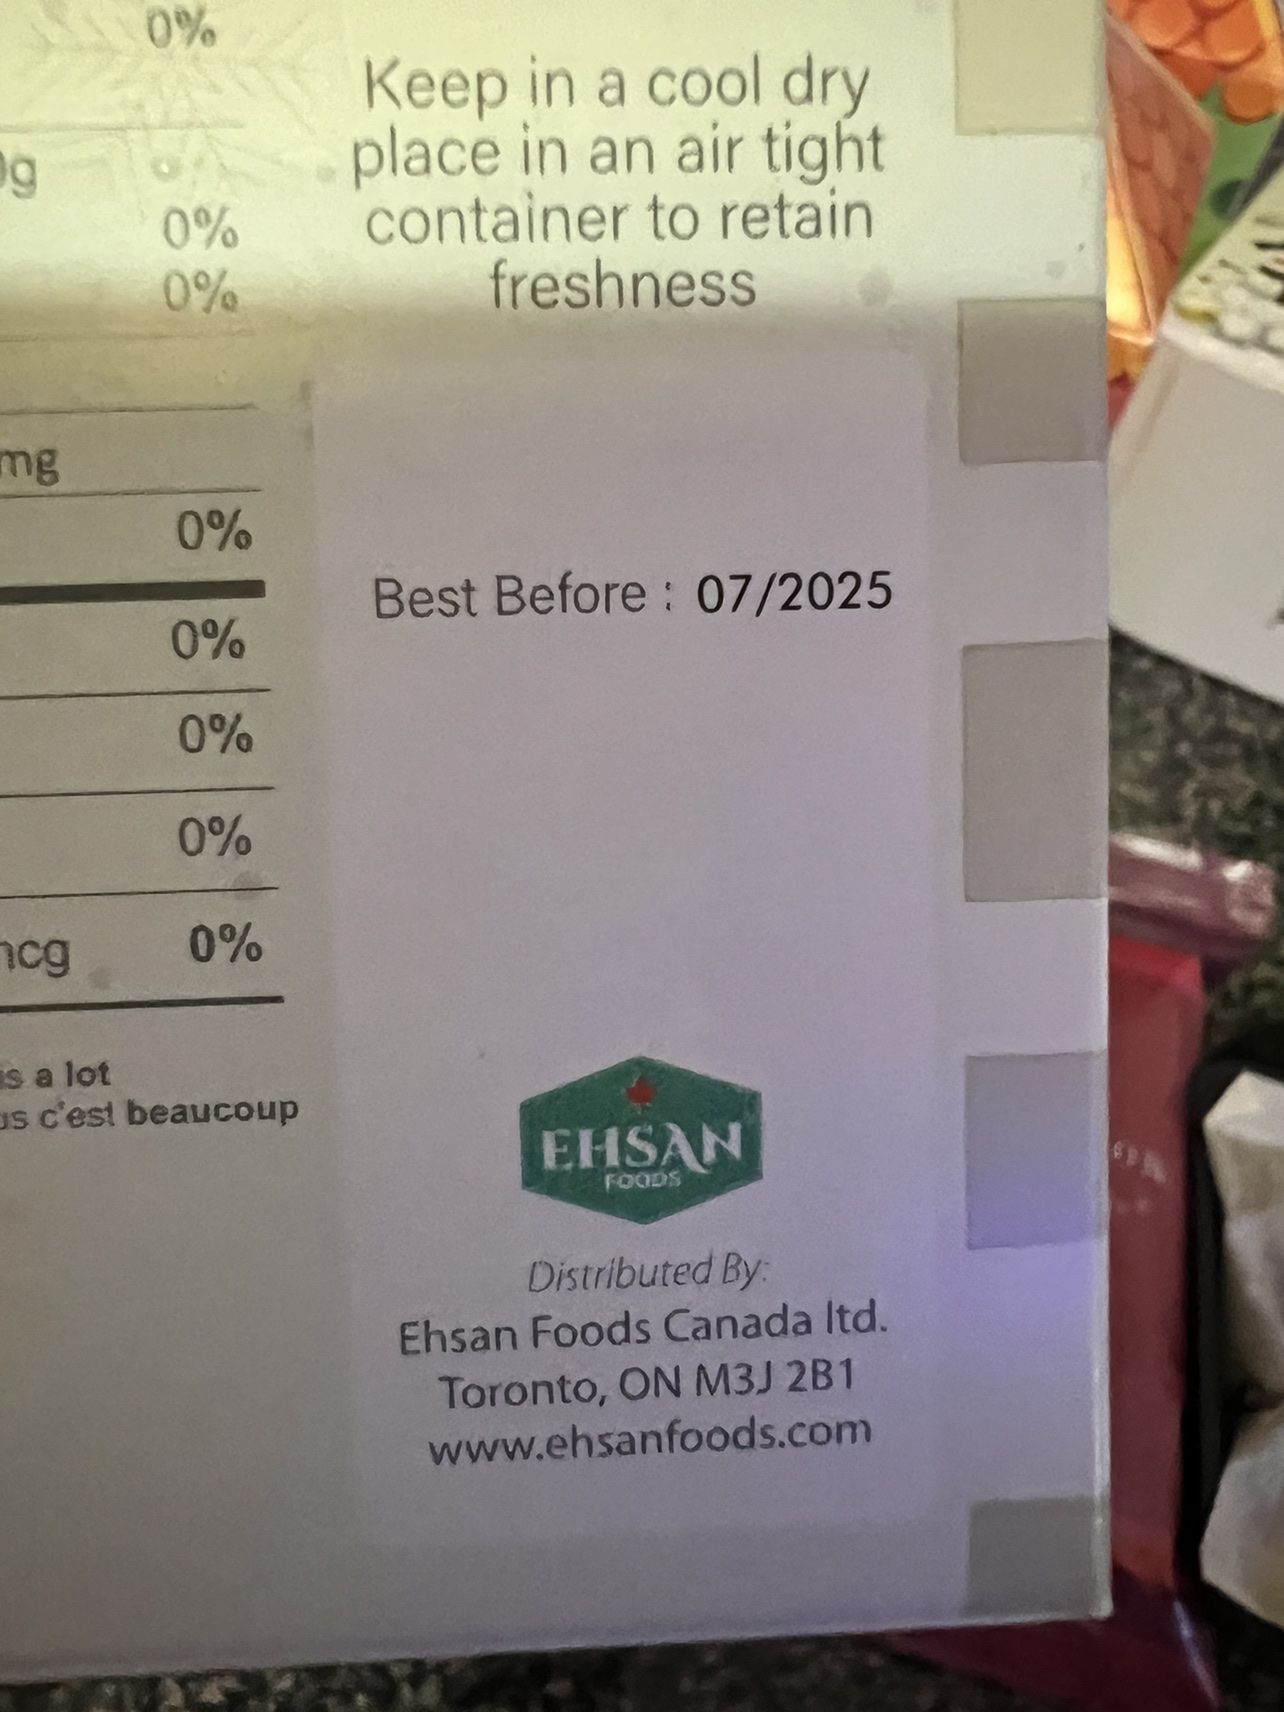 0%
g
0%
0%
mg
0%
0%
0%
0%
mcg 0%
is a lot
c'est beaucoup
Keep in a cool dry
place in an air tight
container to retain
freshness
Best Before : 07/2025
EHSAN
FOODS
Distributed By:
Ehsan Foods Canada ltd.
Toronto, ON M3J 2B1
www.ehsanfoods.com